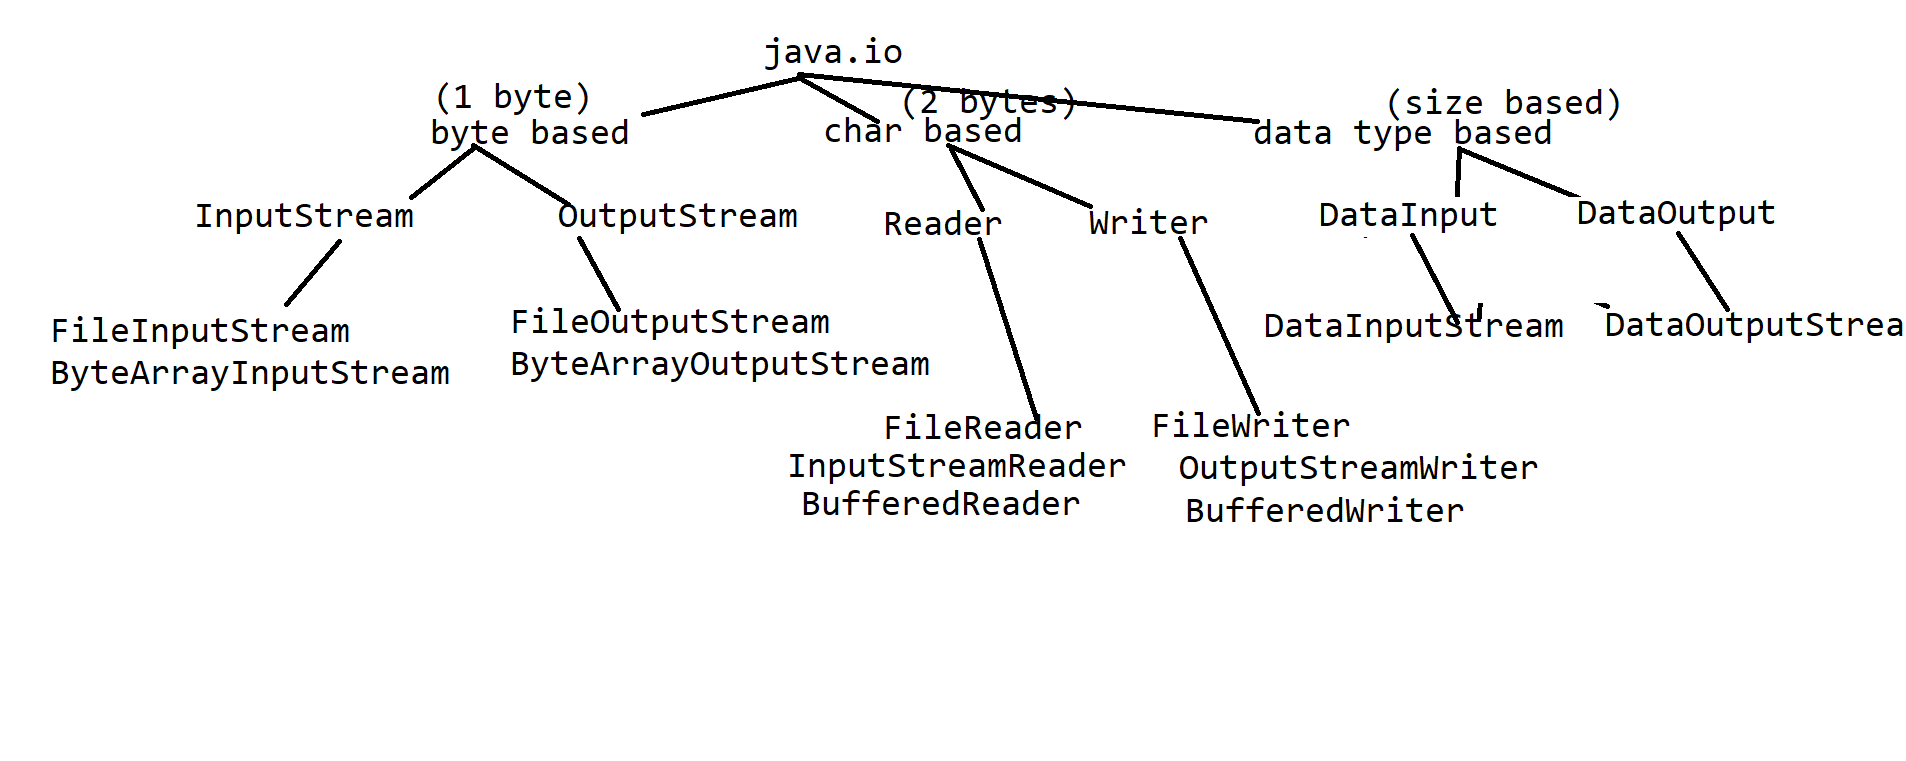 java.io
(1 byte)
byte based
(2 bytes)
char based
(size based)
data type based
InputStream
OutputStream
Reader
Writer
DataInput
DataOutput
FileInputStream
ByteArrayInputStream
FileOutputStream
ByteArrayOutputStream
DataInputStream
DataOutputStrea
FileReader
InputStreamReader
BufferedReader
FileWriter
OutputStreamWriter
BufferedWriter